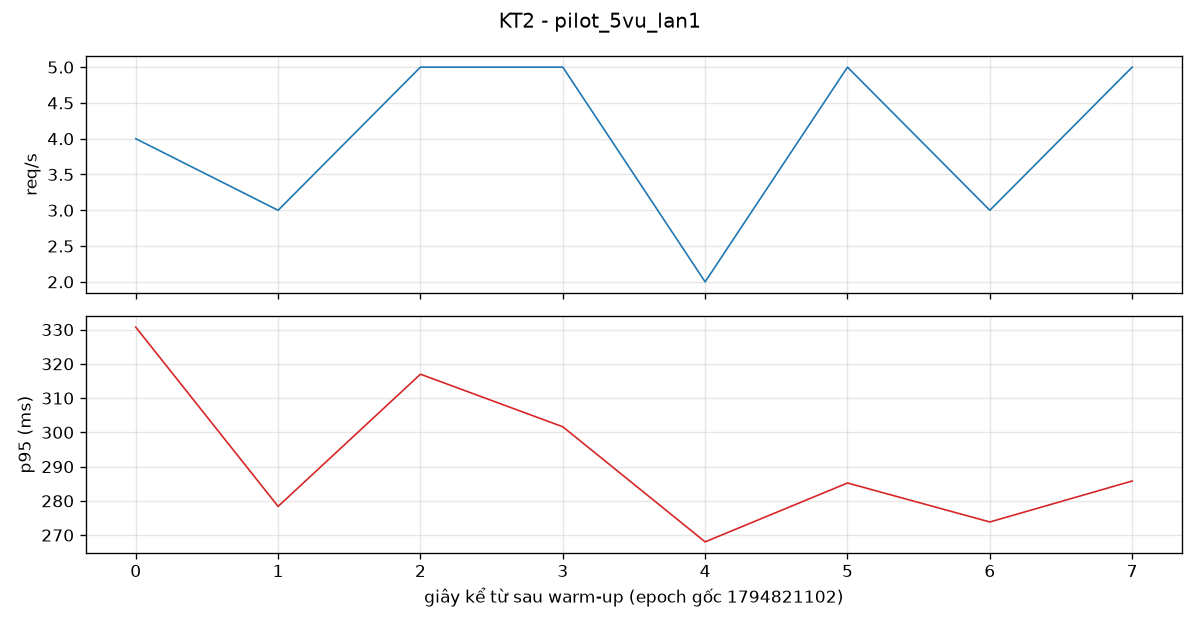 KT2 - pilot_5vu_lan1
5.0
4.5
4.0
3.5
3.0
2.5
2.0
req/s
330
320
310
300
290
280
270
p95 (ms)
0 1 2 3 4 5 6 7
giây kể từ sau warm-up (epoch gốc 1794821102)